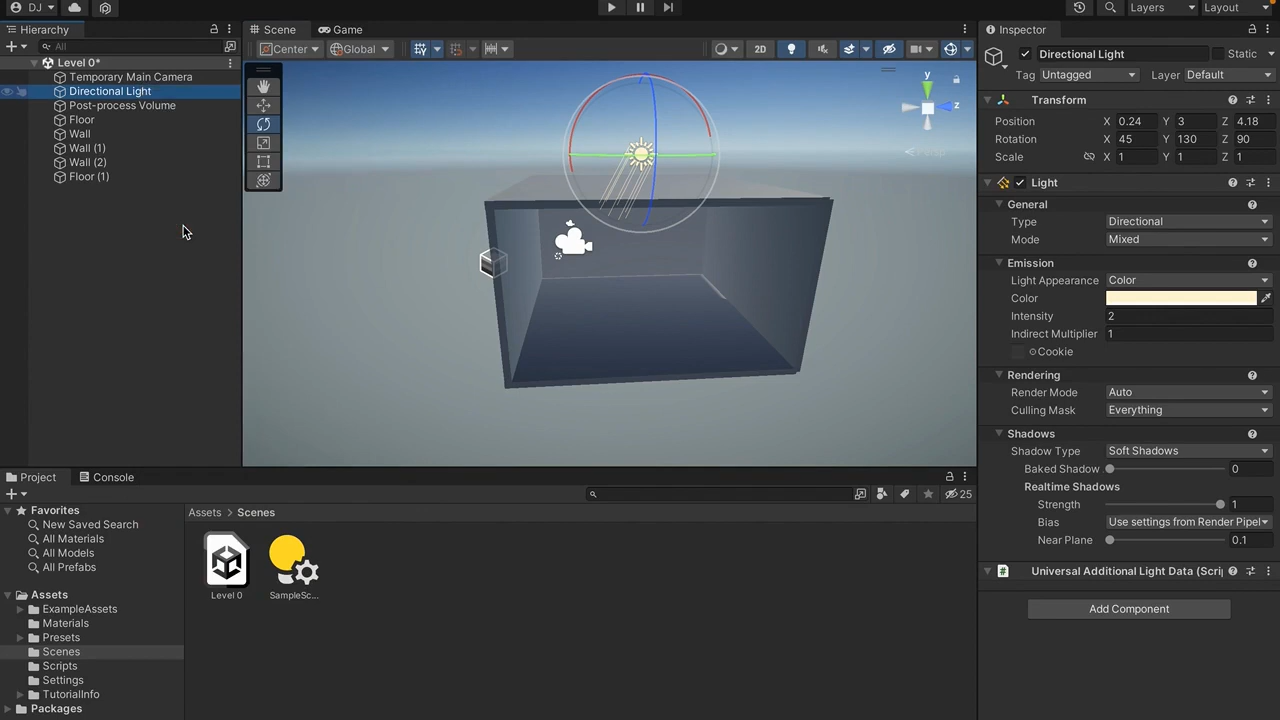 DJ
Layers
Layout
Hierarchy
All
Level 0*
Temporary Main Camera
Directional Light
Post-process Volume
Floor
Wall
Wall (1)
Wall (2)
Floor (1)
Scene
Game
Center
Global
2D
y
z
Persp
Inspector
Directional Light
Static
Tag
Untagged
Layer
Default
Transform
Position X 0.24 Y 3 Z 4.18
Rotation X 45 Y 130 Z 90
Scale X 1 Y 1 Z 1
Light
General
Type Directional
Mode Mixed
Emission
Light Appearance Color
Color
Intensity 2
Indirect Multiplier 1
Cookie
Rendering
Render Mode Auto
Culling Mask Everything
Shadows
Shadow Type Soft Shadows
Baked Shadow 0
Realtime Shadows
Strength 1
Bias Use settings from Render Pipel
Near Plane 0.1
Universal Additional Light Data (Scri
Add Component
Project
Console
25
Favorites
New Saved Search
All Materials
All Models
All Prefabs
Assets
ExampleAssets
Materials
Presets
Scenes
Scripts
Settings
TutorialInfo
Packages
Assets > Scenes
Level 0
SampleSc...